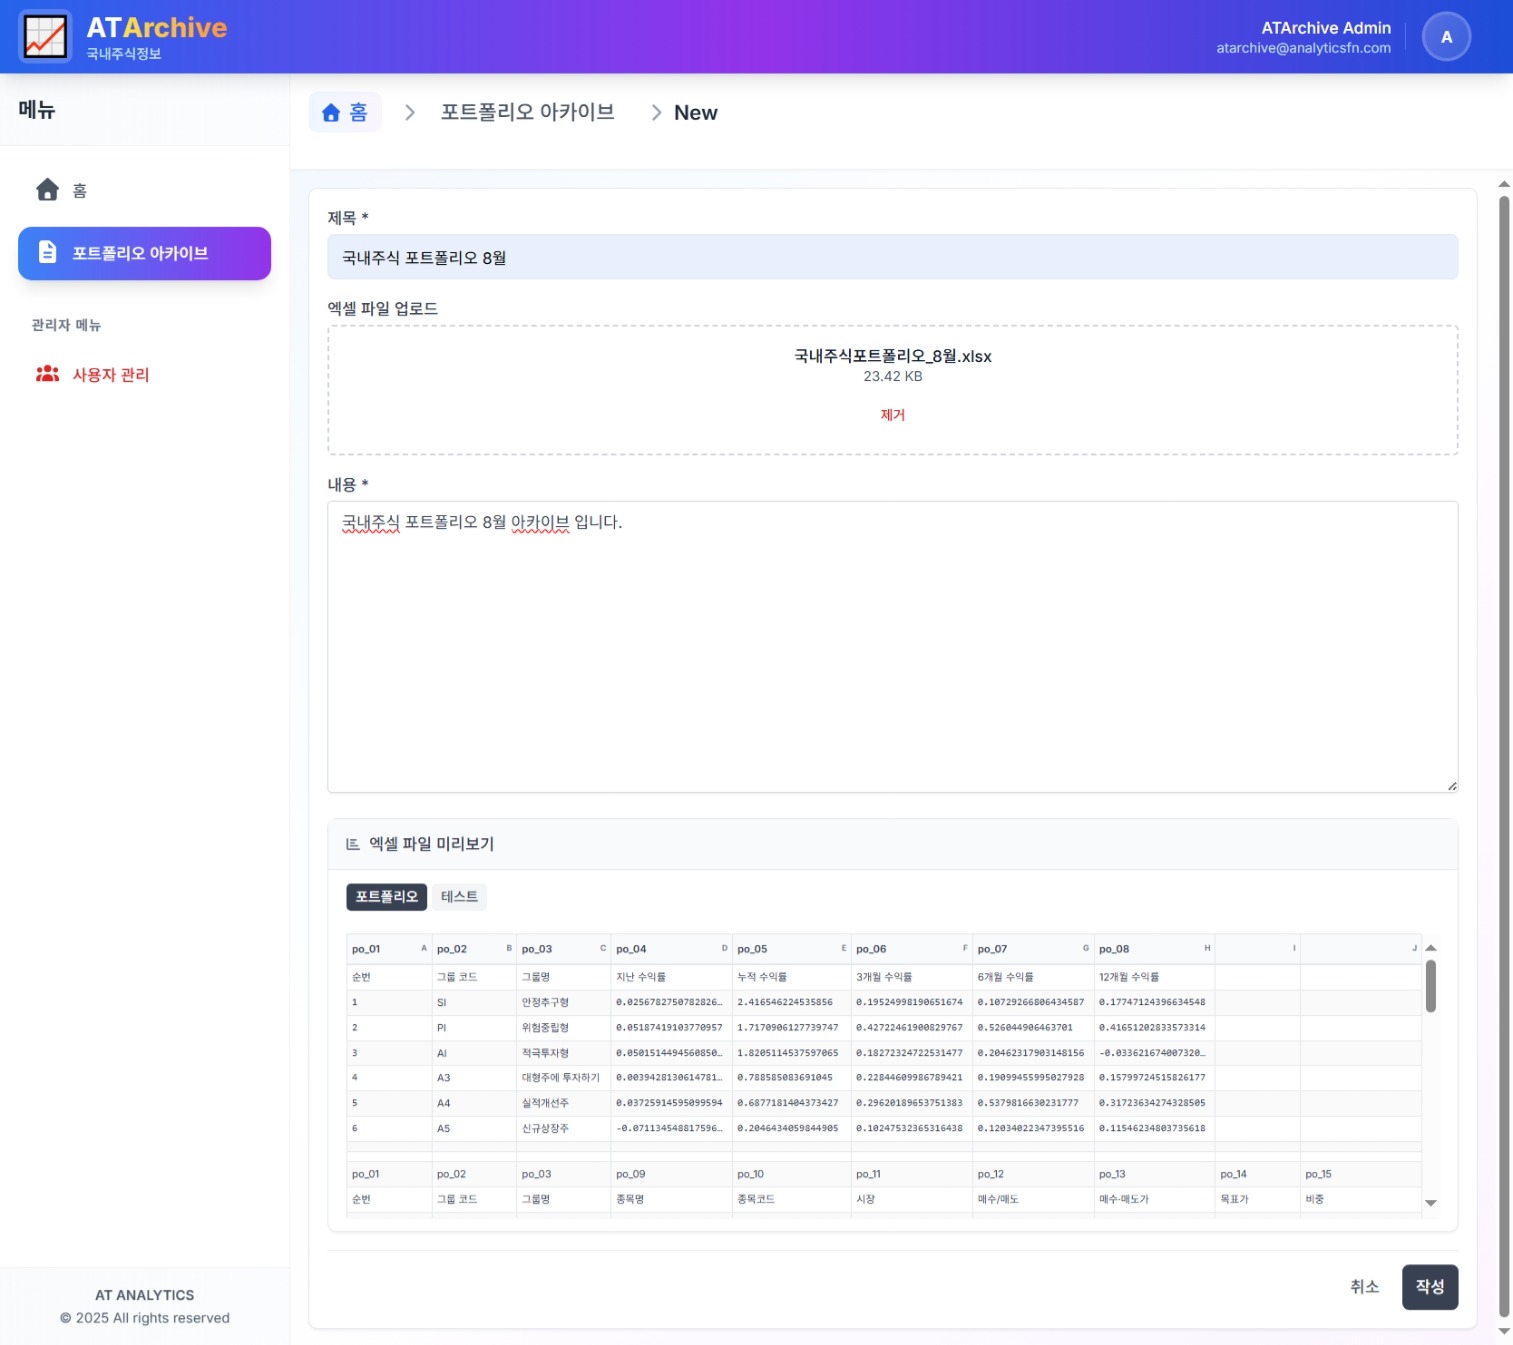 ATArchive
국내주식정보
ATArchive Admin
atarchive@analyticsfn.com
A
메뉴
홈
포트폴리오 아카이브
관리자 메뉴
사용자 관리
AT ANALYTICS
© 2025 All rights reserved
홈 포트폴리오 아카이브 New
제목 *
국내주식 포트폴리오 8월
엑셀 파일 업로드
국내주식포트폴리오_8월.xlsx
23.42 KB
제거
내용 *
국내주식 포트폴리오 8월 아카이브 입니다.
엑셀 파일 미리보기
포트폴리오 테스트
po_01 A po_02 B po_03 C po_04 D po_05 E po_06 F po_07 G po_08 H I J
순번 그룹 코드 그룹명 지난 수익률 누적 수익률 3개월 수익률 6개월 수익률 12개월 수익률
1 SI 안정추구형 0.0256782750782826… 2.416546224535856 0.19524998190651674 0.10729266806434587 0.17747124396634548
2 PI 위험중립형 0.05187419103770957 1.7170906127739747 0.42722461900829767 0.526044906463701 0.41651202833573314
3 AI 적극투자형 0.0501514494560850… 1.8205114537597065 0.18272324722531477 0.20462317903148156 -0.033621674007320…
4 A3 대형주에 투자하기 0.0039428130614781… 0.788585083691045 0.22844609986789421 0.19099455995027928 0.15799724515826177
5 A4 실적개선주 0.03725914595099594 0.6877181404373427 0.29620189653751383 0.5379816630231777 0.31723634274328505
6 A5 신규상장주 -0.071134548817596… 0.2046434059844905 0.10247532365316438 0.12034022347395516 0.11546234803735618
po_01 po_02 po_03 po_09 po_10 po_11 po_12 po_13 po_14 po_15
순번 그룹 코드 그룹명 종목명 종목코드 시장 매수/매도 매수·매도가 목표가 비중
취소 작성